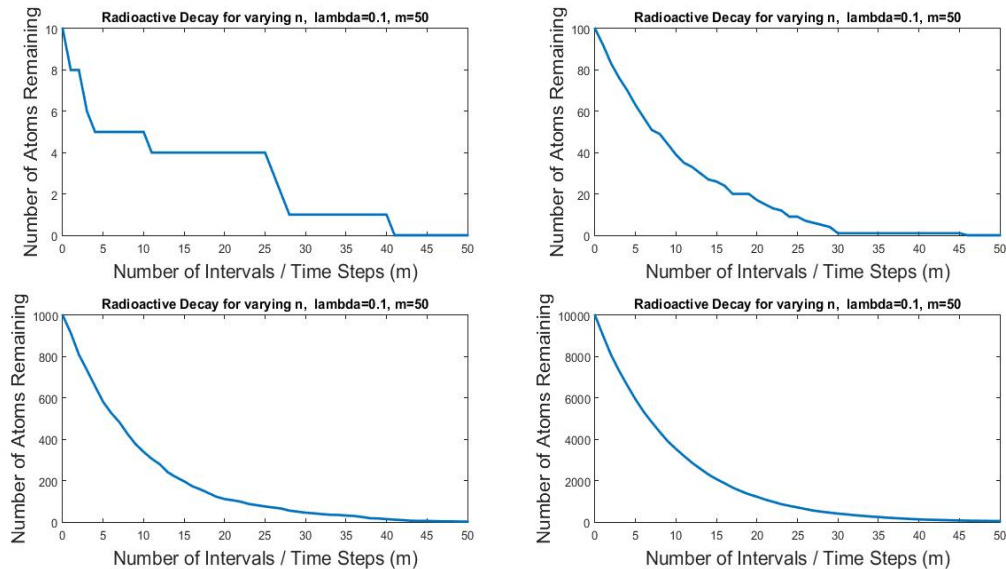 Radioactive Decay for varying n,  lambda=0.1, m=50
Number of Atoms Remaining
10
8
6
4
2
0
0 5 10 15 20 25 30 35 40 45 50
Number of Intervals / Time Steps (m)
Radioactive Decay for varying n,  lambda=0.1, m=50
Number of Atoms Remaining
100
80
60
40
20
0
0 5 10 15 20 25 30 35 40 45 50
Number of Intervals / Time Steps (m)
Radioactive Decay for varying n,  lambda=0.1, m=50
Number of Atoms Remaining
1000
800
600
400
200
0
0 5 10 15 20 25 30 35 40 45 50
Number of Intervals / Time Steps (m)
Radioactive Decay for varying n,  lambda=0.1, m=50
Number of Atoms Remaining
10000
8000
6000
4000
2000
0
0 5 10 15 20 25 30 35 40 45 50
Number of Intervals / Time Steps (m)